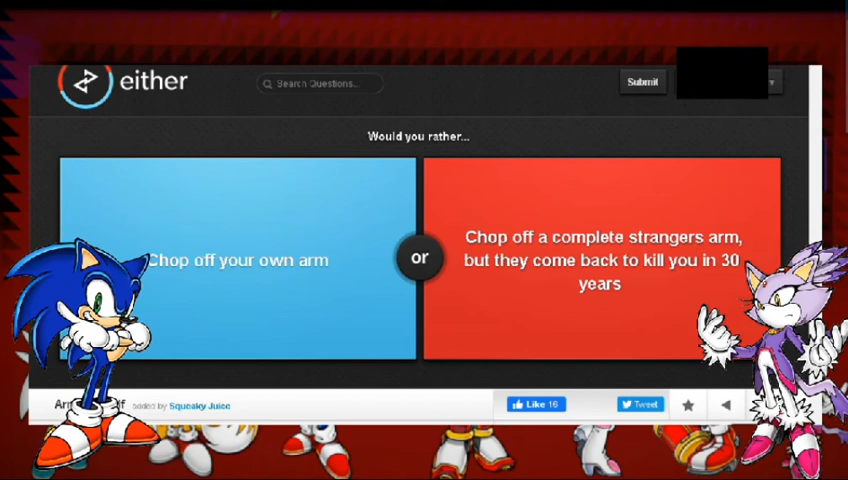 either
Search Questions...
Submit
Would you rather...
Chop off your own arm
or
Chop off a complete strangers arm,
but they come back to kill you in 30
years
added by Squeaky Juice
Like 16
Tweet